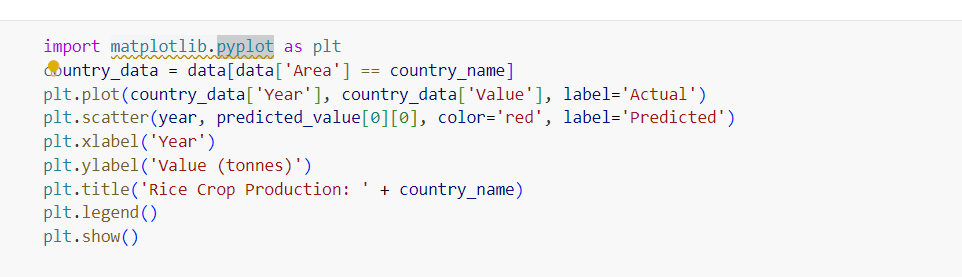 import matplotlib.pyplot as plt
country_data = data[data['Area'] == country_name]
plt.plot(country_data['Year'], country_data['Value'], label='Actual')
plt.scatter(year, predicted_value[0][0], color='red', label='Predicted')
plt.xlabel('Year')
plt.ylabel('Value (tonnes)')
plt.title('Rice Crop Production: ' + country_name)
plt.legend()
plt.show()